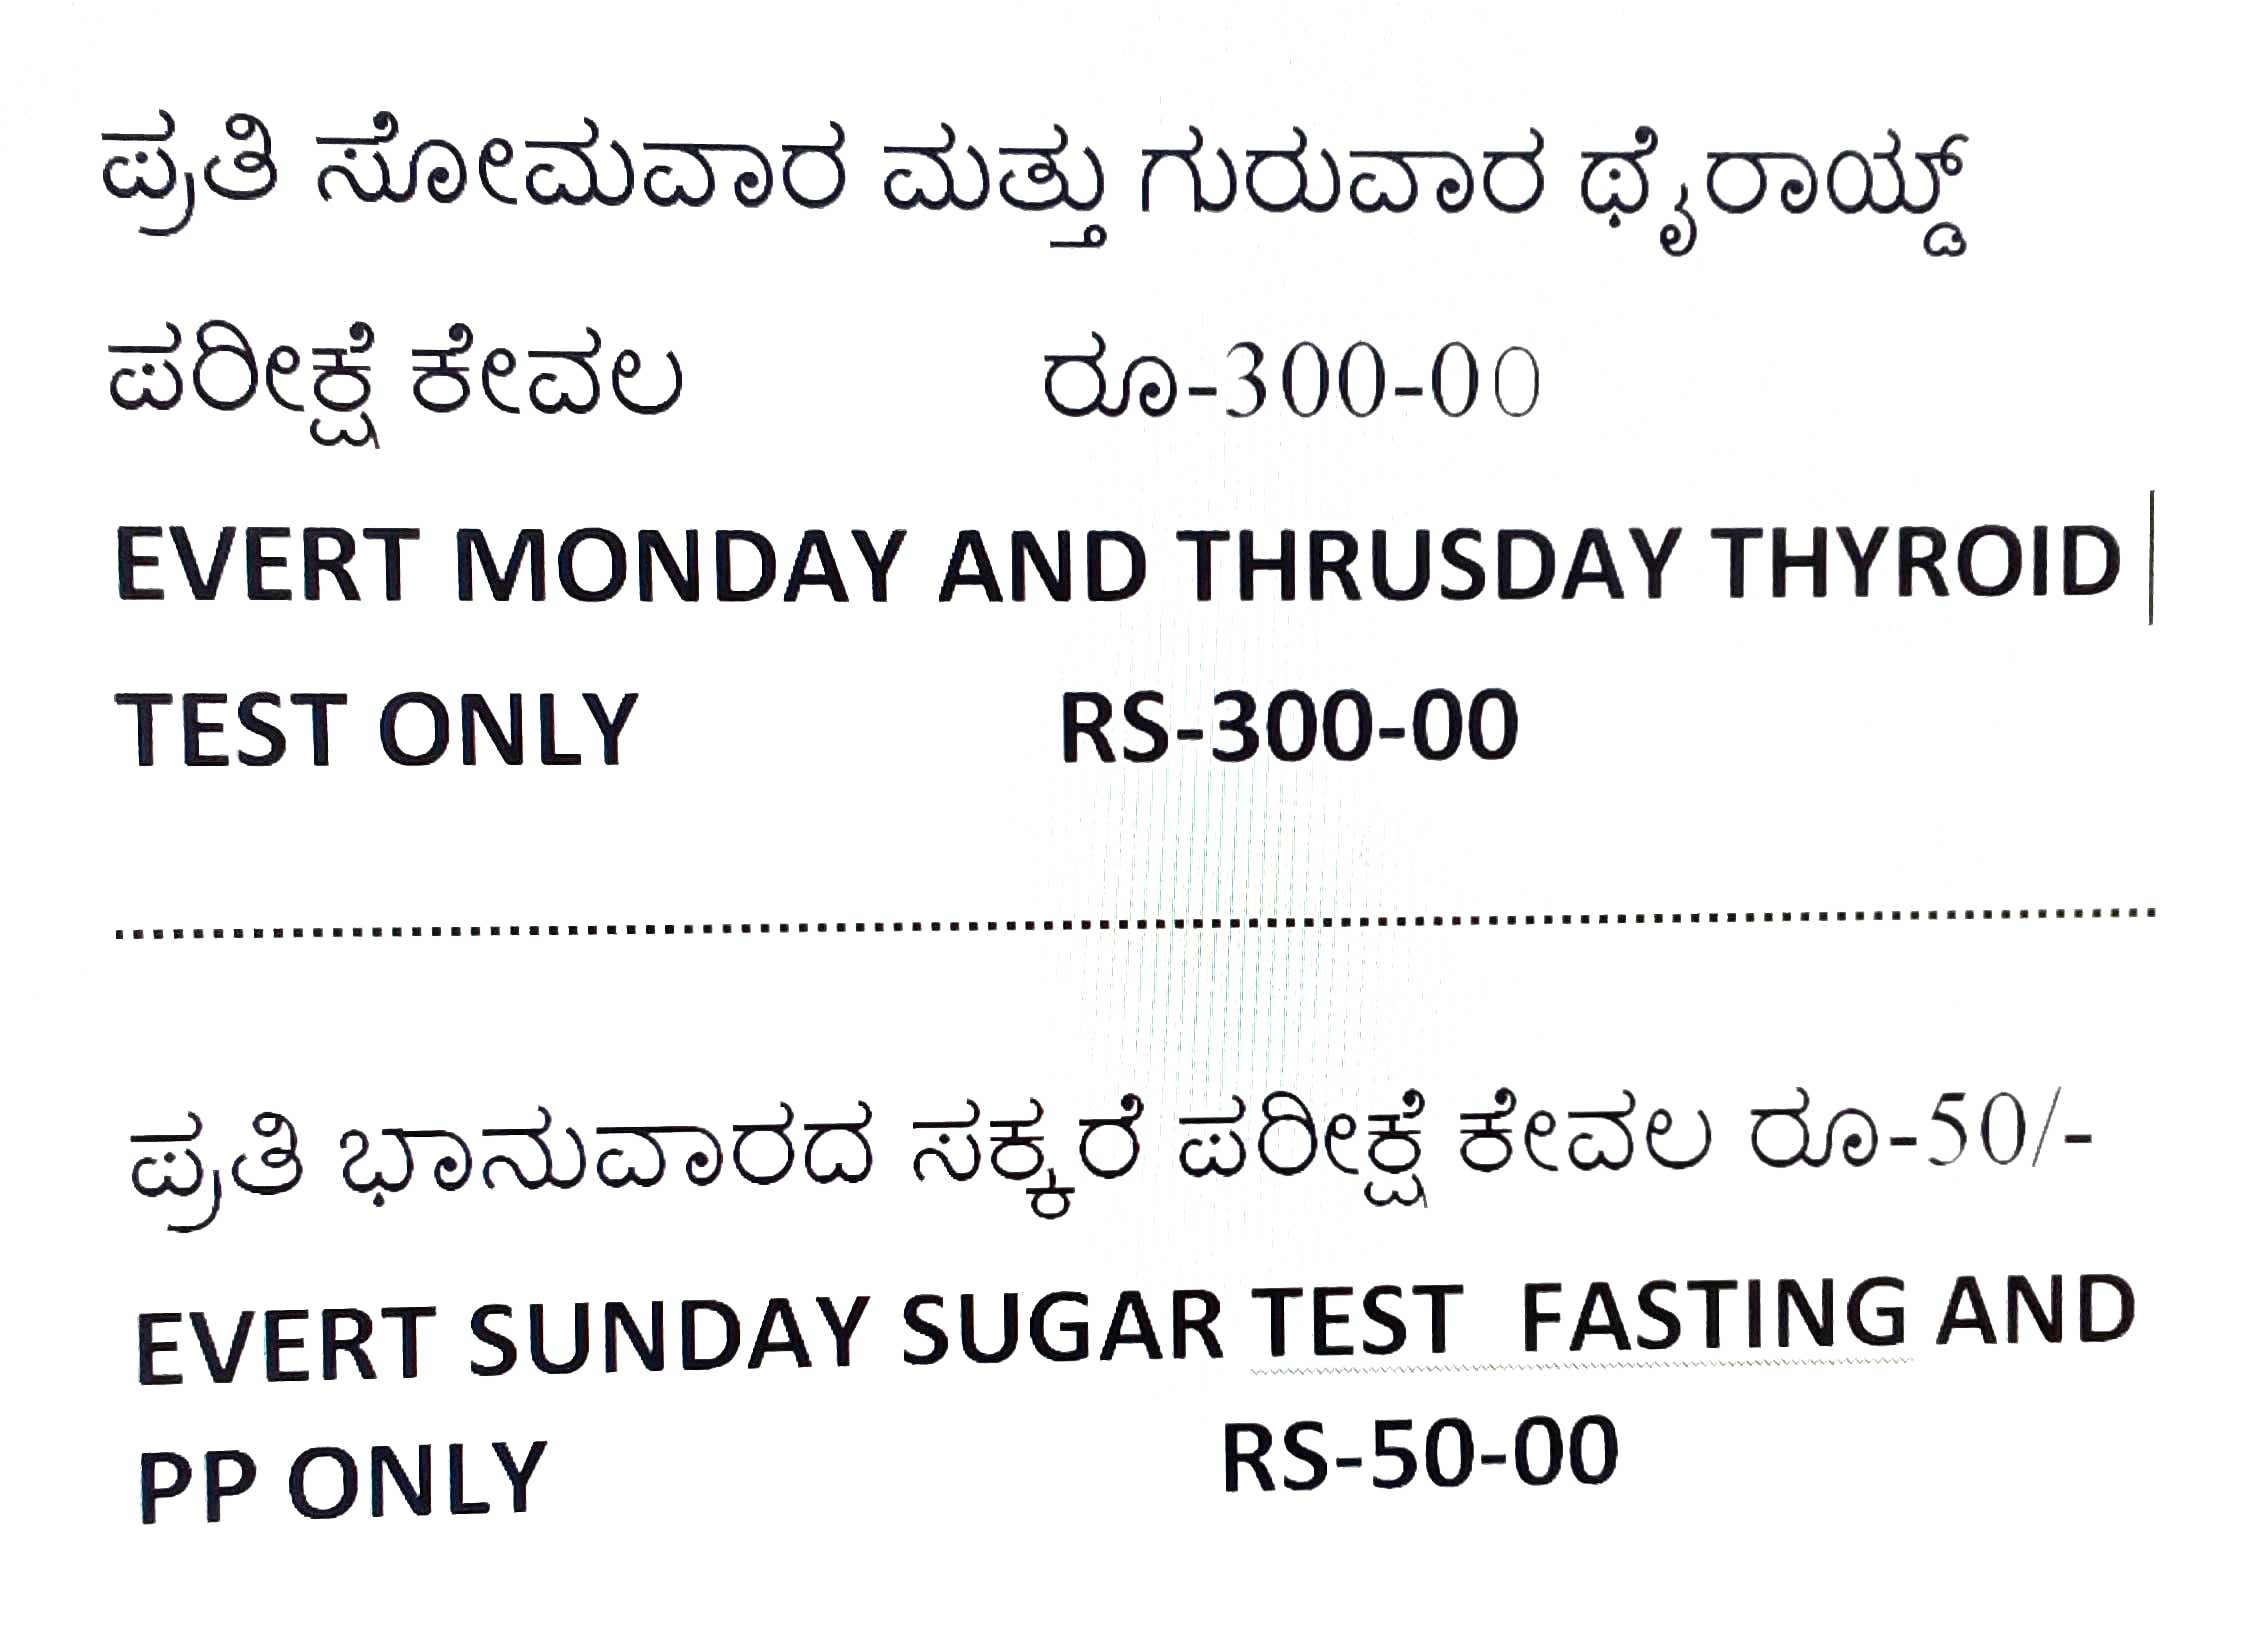 ಪ್ರತಿ ಸೋಮವಾರ ಮತ್ತು ಗುರುವಾರ ಥೈರಾಯ್ಡ್
ಪರೀಕ್ಷೆ ಕೇವಲ ರೂ-300-00
EVERT MONDAY AND THRUSDAY THYROID
TEST ONLY RS-300-00
ಪ್ರತಿ ಭಾನುವಾರದ ಸಕ್ಕರೆ ಪರೀಕ್ಷೆ ಕೇವಲ ರೂ-50/-
EVERT SUNDAY SUGAR TEST FASTING AND
PP ONLY RS-50-00